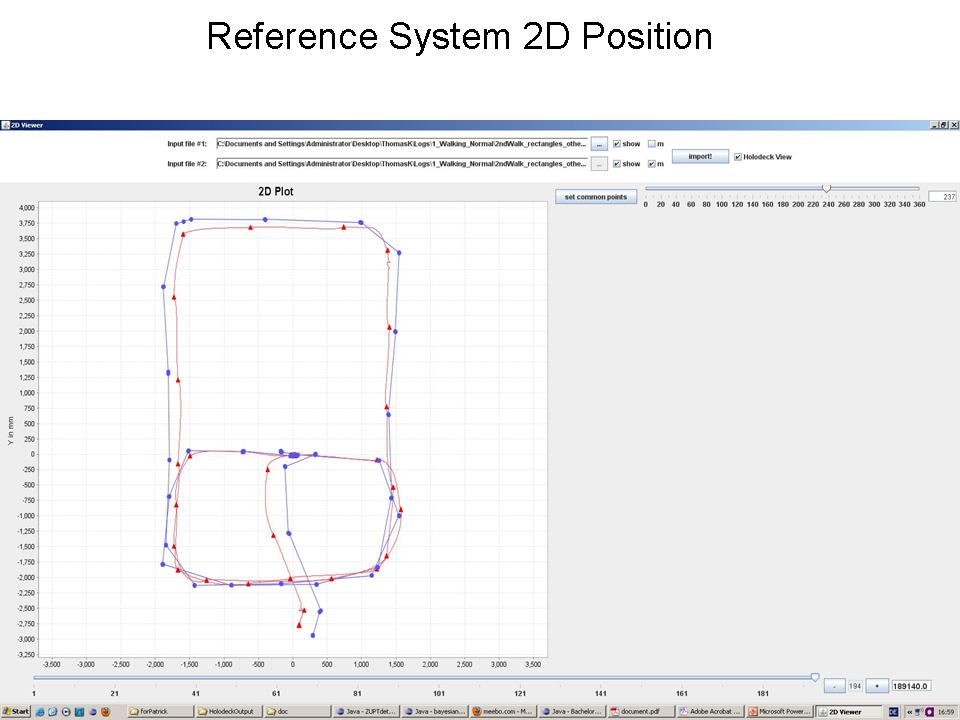 Reference System 2D Position
2D Viewer
Input file #1: C:\Documents and Settings\Administrator\Desktop\ThomasK\Logs\1_Walking_Normal\2ndWalk_rectangles_othe... ... show m
Input file #2: C:\Documents and Settings\Administrator\Desktop\ThomasK\Logs\1_Walking_Normal\2ndWalk_rectangles_othe... ... show m
import! Holodeck View
2D Plot
set common points
0 20 40 60 80 100 120 140 160 180 200 220 240 260 280 300 320 340 360
237
4,000
3,750
3,500
3,250
3,000
2,750
2,500
2,250
2,000
1,750
1,500
1,250
1,000
750
500
250
0
-250
-500
-750
-1,000
-1,250
-1,500
-1,750
-2,000
-2,250
-2,500
-2,750
-3,000
-3,250
Y in mm
-3,500 -3,000 -2,500 -2,000 -1,500 -1,000 -500 0 500 1,000 1,500 2,000 2,500 3,000 3,500
1 21 41 61 81 101 121 141 161 181
- 194 + 189140.0
Start forPatrick HolodeckOutput doc Java - ZUPTdet... Java - bayesian... meebo.com - M... Java - Bachelor... document.pdf Adobe Acrobat ... Microsoft Power... 2D Viewer 16:59